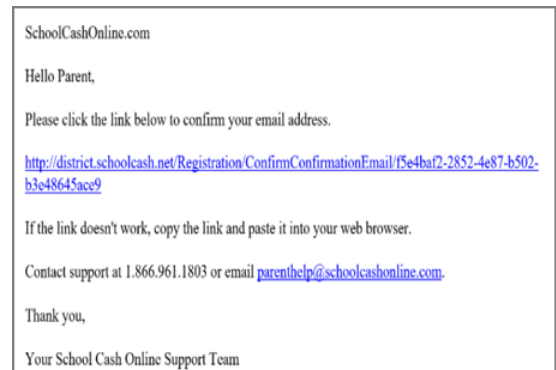 SchoolCashOnline.com
Hello Parent,
Please click the link below to confirm your email address.
http://district.schoolcash.net/Registration/ConfirmConfirmationEmail/f5e4baf2-2852-4e87-b502-
b3e48645ace9
If the link doesn't work, copy the link and paste it into your web browser.
Contact support at 1.866.961.1803 or email parenthelp@schoolcashonline.com.
Thank you,
Your School Cash Online Support Team